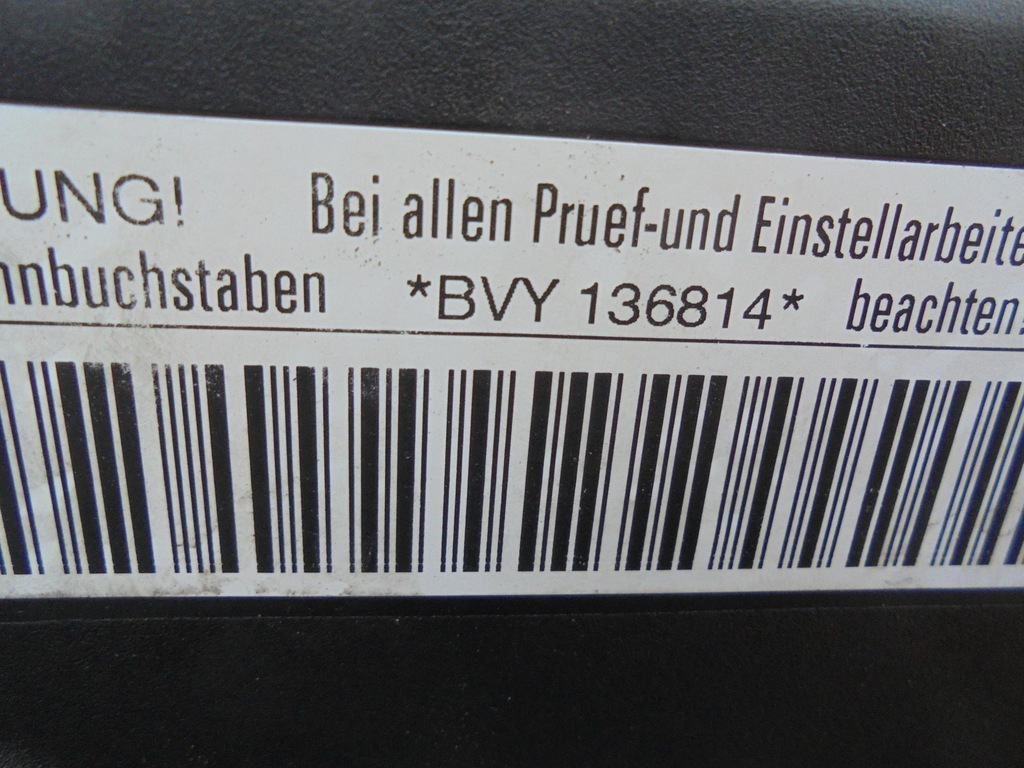 UNG! Bei allen Pruef-und Einstellarbeite
nnbuchstaben *BVY 136814* beachten!